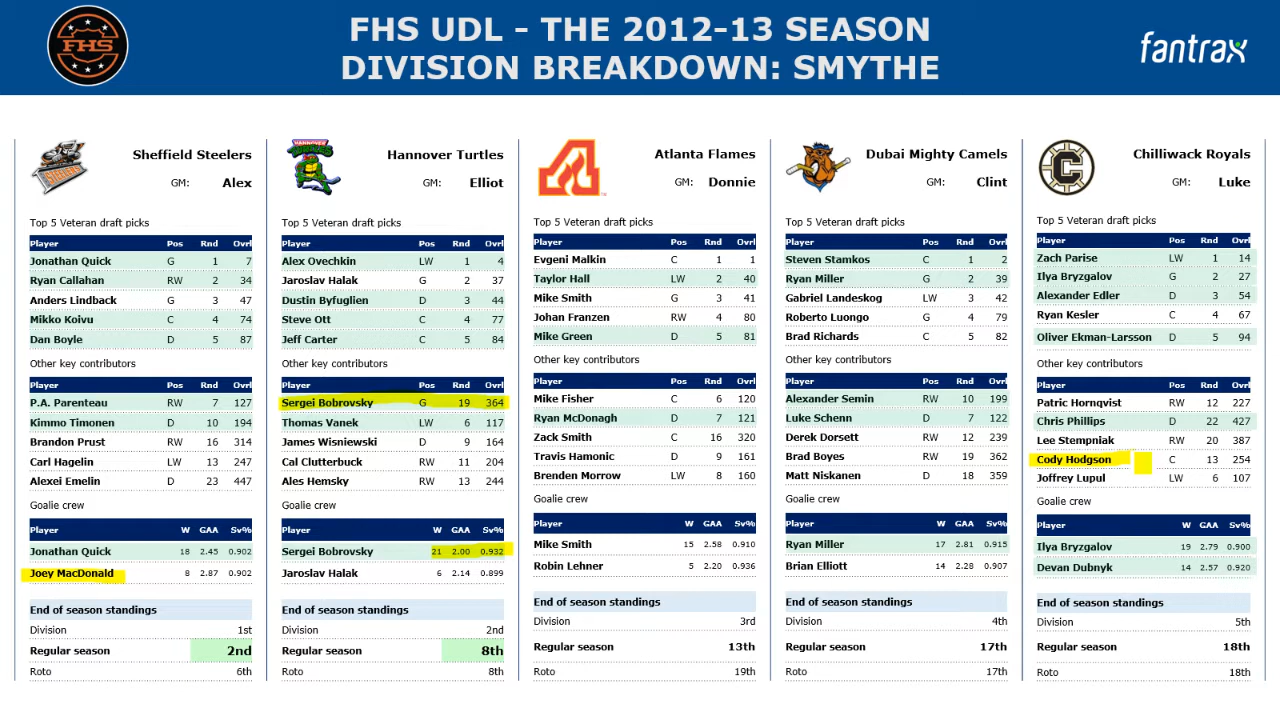 FHS UDL - THE 2012-13 SEASON
DIVISION BREAKDOWN: SMYTHE
FHS
fantrax
Sheffield Steelers
GM: Alex
Top 5 Veteran draft picks
Player Pos Rnd Ovrl
Jonathan Quick G 1 7
Ryan Callahan RW 2 34
Anders Lindback G 3 47
Mikko Koivu C 4 74
Dan Boyle D 5 87
Other key contributors
Player Pos Rnd Ovrl
P.A. Parenteau RW 7 127
Kimmo Timonen D 10 194
Brandon Prust RW 16 314
Carl Hagelin LW 13 247
Alexei Emelin D 23 447
Goalie crew
Player W GAA Sv%
Jonathan Quick 18 2.45 0.902
Joey MacDonald 8 2.87 0.902
End of season standings
Division 1st
Regular season 2nd
Roto 6th
HANNOVER
TURTLES
Hannover Turtles
GM: Elliot
Top 5 Veteran draft picks
Player Pos Rnd Ovrl
Alex Ovechkin LW 1 4
Jaroslav Halak G 2 37
Dustin Byfuglien D 3 44
Steve Ott C 4 77
Jeff Carter C 5 84
Other key contributors
Player Pos Rnd Ovrl
Sergei Bobrovsky G 19 364
Thomas Vanek LW 6 117
James Wisniewski D 9 164
Cal Clutterbuck RW 11 204
Ales Hemsky RW 13 244
Goalie crew
Player W GAA Sv%
Sergei Bobrovsky 21 2.00 0.932
Jaroslav Halak 6 2.14 0.899
End of season standings
Division 2nd
Regular season 8th
Roto 8th
Atlanta Flames
GM: Donnie
Top 5 Veteran draft picks
Player Pos Rnd Ovrl
Evgeni Malkin C 1 1
Taylor Hall LW 2 40
Mike Smith G 3 41
Johan Franzen RW 4 80
Mike Green D 5 81
Other key contributors
Player Pos Rnd Ovrl
Mike Fisher C 6 120
Ryan McDonagh D 7 121
Zack Smith C 16 320
Travis Hamonic D 9 161
Brenden Morrow LW 8 160
Goalie crew
Player W GAA Sv%
Mike Smith 15 2.58 0.910
Robin Lehner 5 2.20 0.936
End of season standings
Division 3rd
Regular season 13th
Roto 19th
Dubai Mighty Camels
GM: Clint
Top 5 Veteran draft picks
Player Pos Rnd Ovrl
Steven Stamkos C 1 2
Ryan Miller G 2 39
Gabriel Landeskog LW 3 42
Roberto Luongo G 4 79
Brad Richards C 5 82
Other key contributors
Player Pos Rnd Ovrl
Alexander Semin RW 10 199
Luke Schenn D 7 122
Derek Dorsett RW 12 239
Brad Boyes RW 19 362
Matt Niskanen D 18 359
Goalie crew
Player W GAA Sv%
Ryan Miller 17 2.81 0.915
Brian Elliott 14 2.28 0.907
End of season standings
Division 4th
Regular season 17th
Roto 17th
C
Chilliwack Royals
GM: Luke
Top 5 Veteran draft picks
Player Pos Rnd Ovrl
Zach Parise LW 1 14
Ilya Bryzgalov G 2 27
Alexander Edler D 3 54
Ryan Kesler C 4 67
Oliver Ekman-Larsson D 5 94
Other key contributors
Player Pos Rnd Ovrl
Patric Hornqvist RW 12 227
Chris Phillips D 22 427
Lee Stempniak RW 20 387
Cody Hodgson C 13 254
Joffrey Lupul LW 6 107
Goalie crew
Player W GAA Sv%
Ilya Bryzgalov 19 2.79 0.900
Devan Dubnyk 14 2.57 0.920
End of season standings
Division 5th
Regular season 18th
Roto 18th